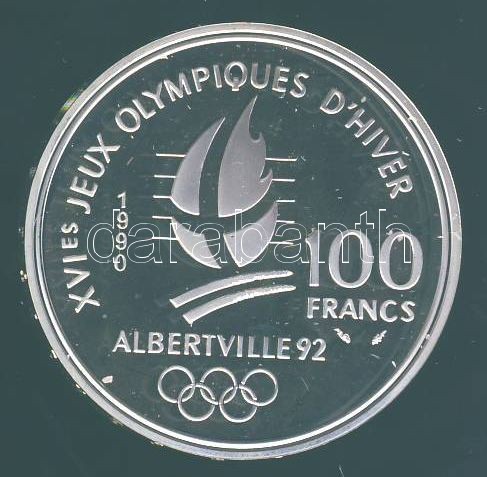 XVIES JEUX OLYMPIQUES D'HIVER
1990
darabanth
100
FRANCS
ALBERTVILLE 92